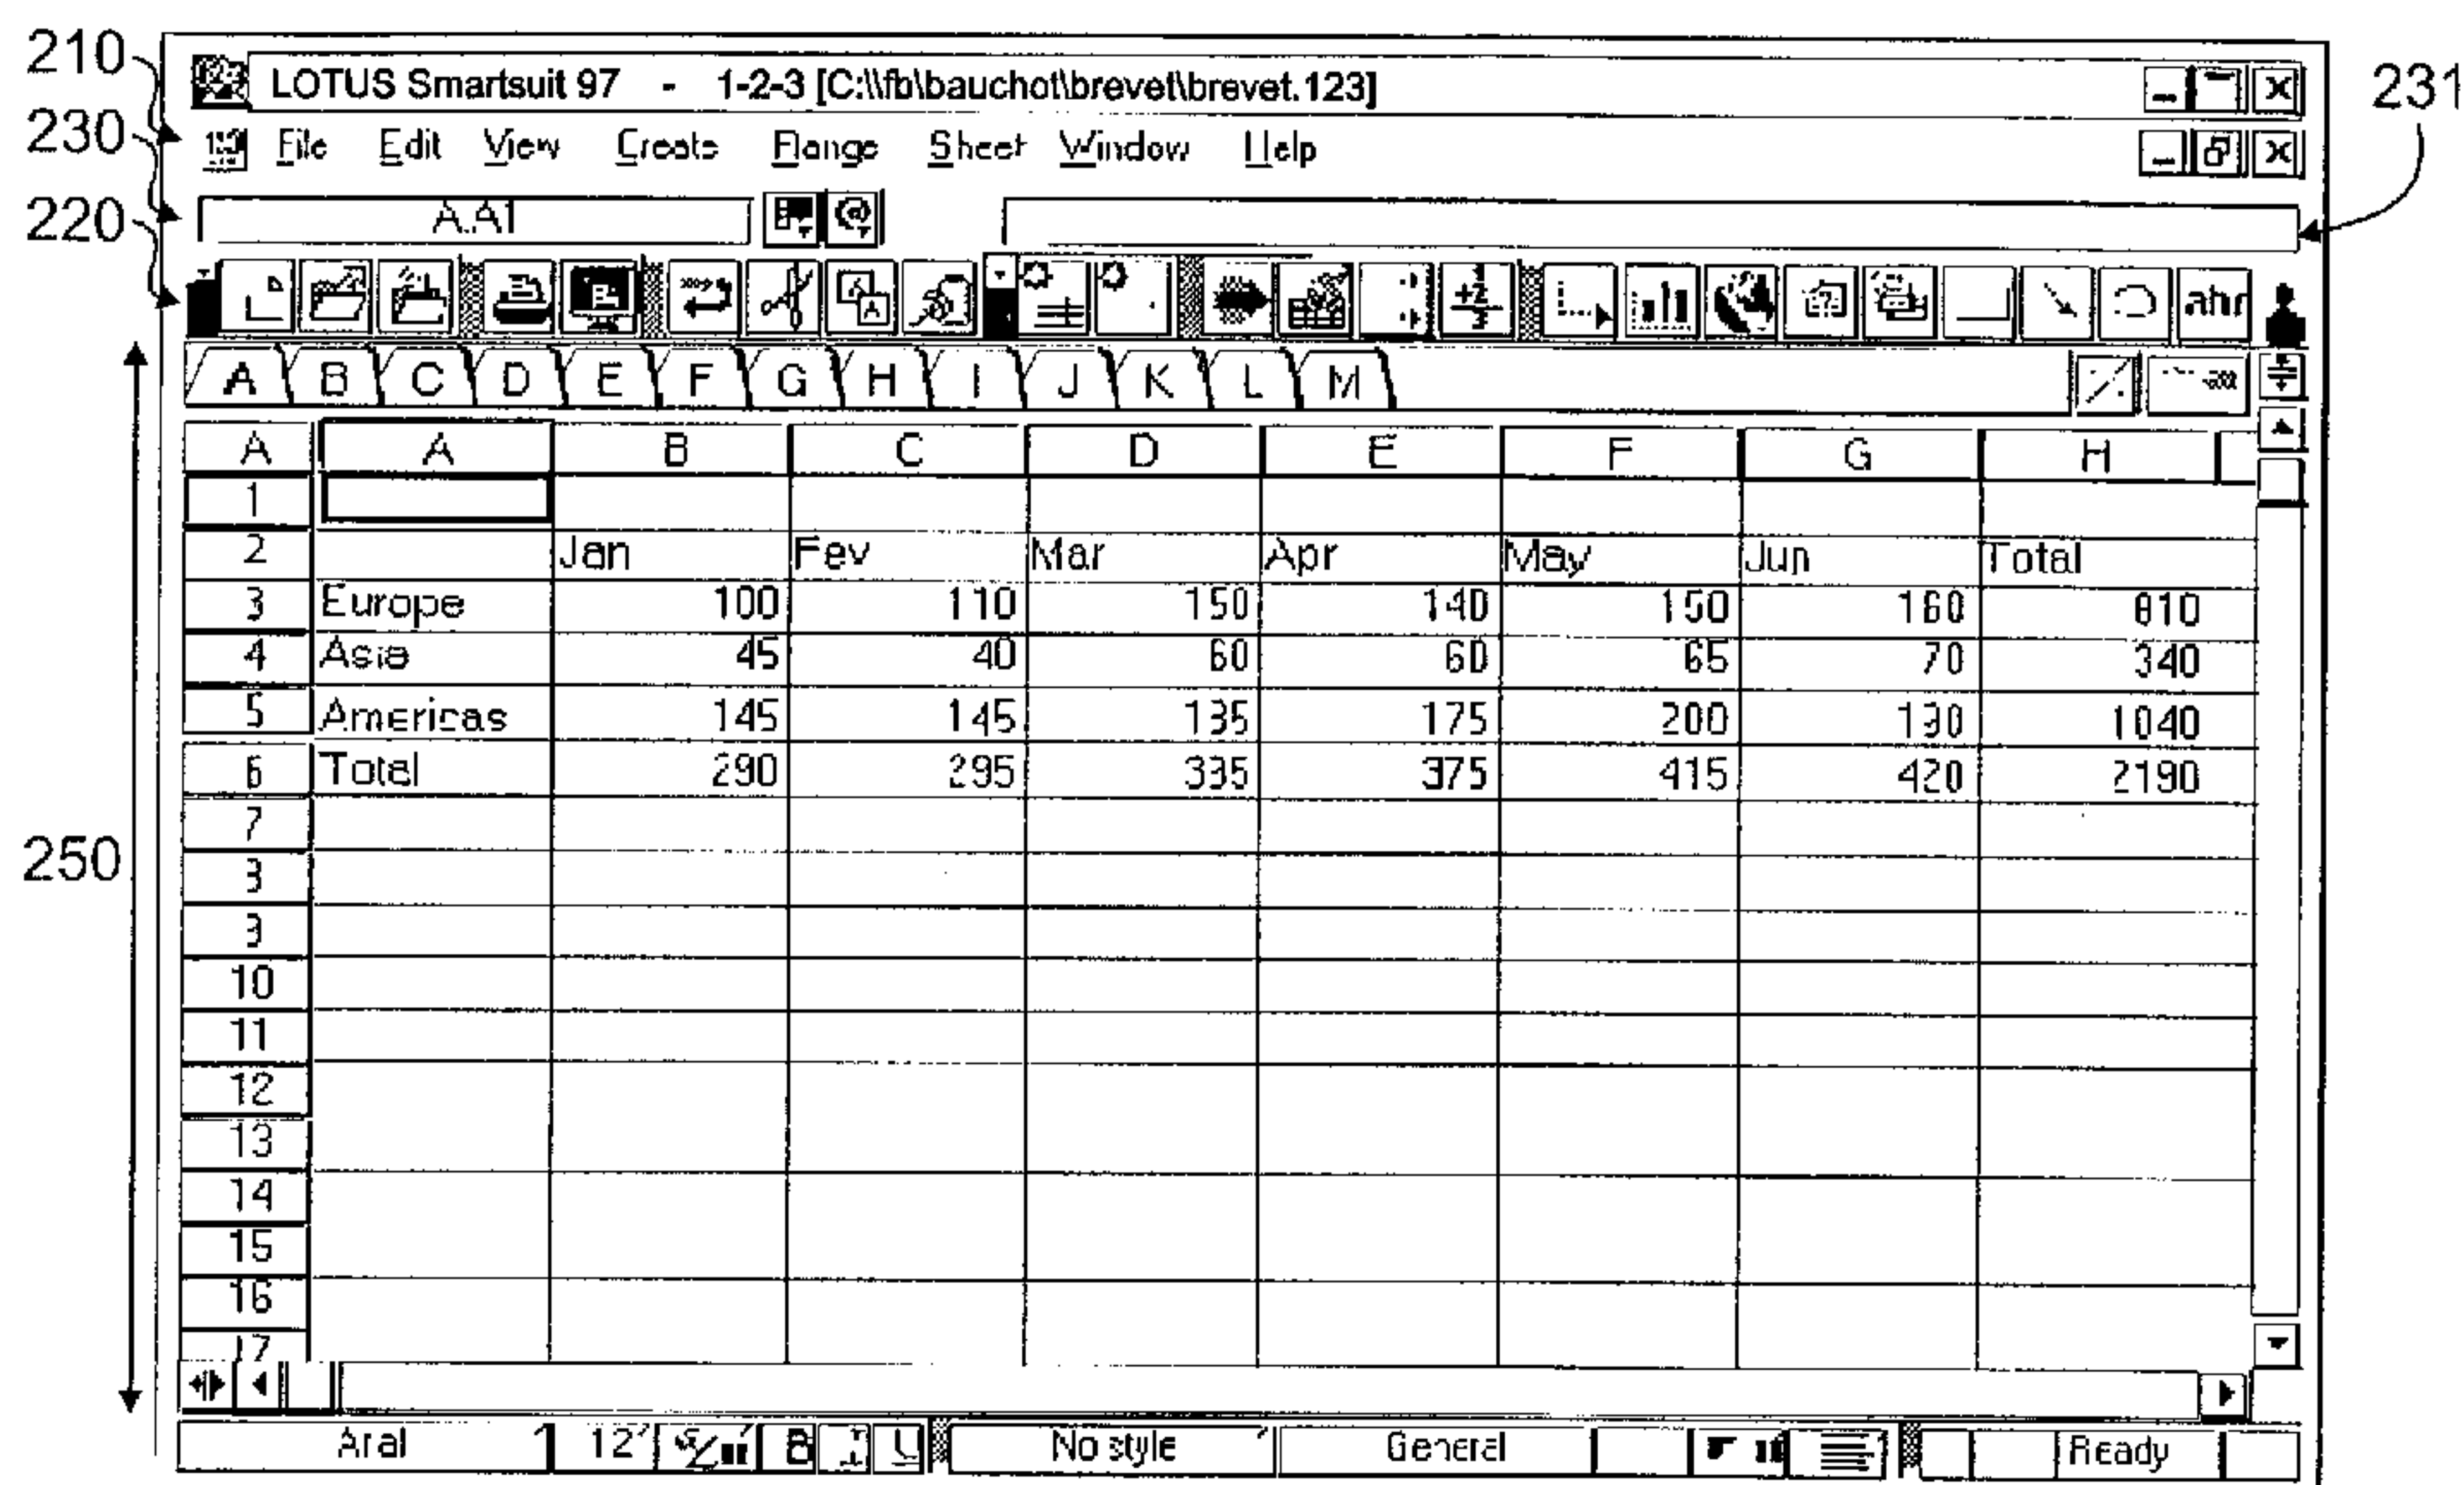 210
230
220
231
250
LOTUS Smartsuit 97 - 1-2-3 [C:\\fb\bauchot\brevet\brevet.123]
File Edit View Create Range Sheet Window Help
A:A1
A B C D E F G H I J K L M
A A B C D E F G H
1
2 Jan Fev Mar Apr May Jun Total
3 Europe 100 110 150 140 150 160 810
4 Asia 45 40 60 60 65 70 340
5 Americas 145 145 185 175 200 190 1040
6 Total 290 295 395 375 415 420 2190
7
8
9
10
11
12
13
14
15
16
17
Arial 12 B I U No style General Ready